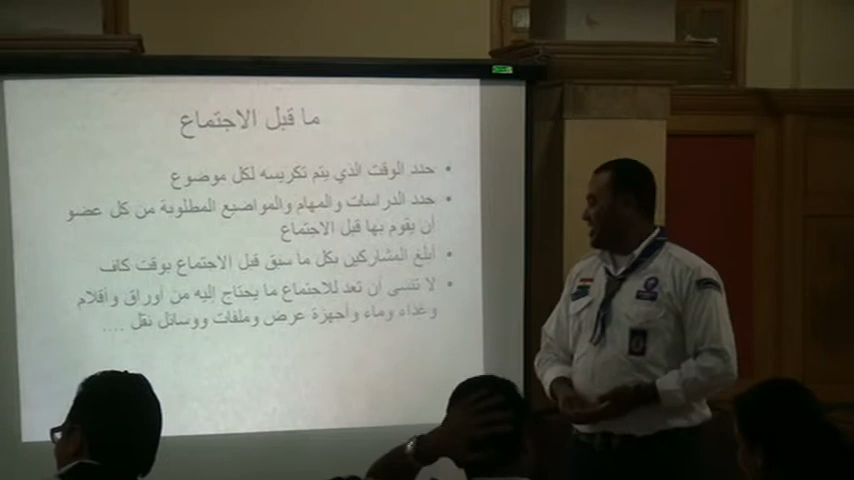 ما قبل الاجتماع
• حدد الوقت الذي يتم تكريسه لكل موضوع
• حدد الدراسات والمهام والمواضيع المطلوبة من كل عضو
أن يقوم بها قبل الاجتماع
• أبلغ المشاركين بكل ما سبق قبل الاجتماع بوقت كاف
• لا تنسى أن تعد للاجتماع ما يحتاج إليه من أوراق وأقلام
وغذاء وماء وأجهزة عرض وملفات ووسائل نقل ....